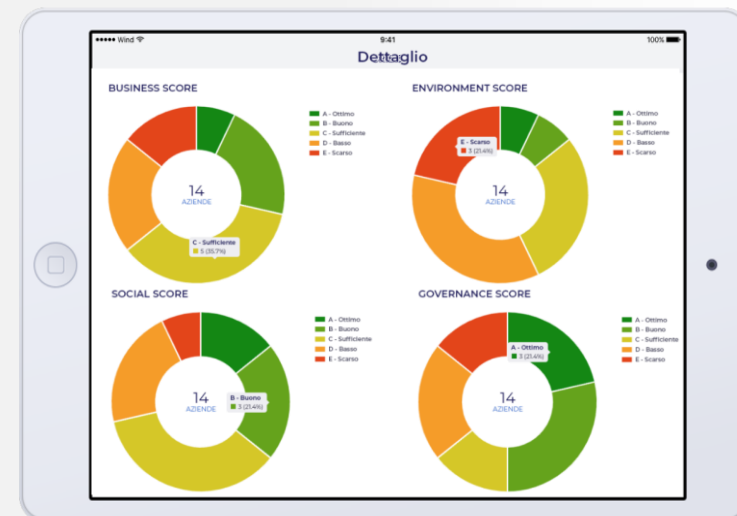 Wind
9:41
100%
Dettaglio
BUSINESS SCORE
A - Ottimo
B - Buono
C - Sufficiente
D - Basso
E - Scarso
14
AZIENDE
C - Sufficiente
5 (35.7%)
ENVIRONMENT SCORE
A - Ottimo
B - Buono
C - Sufficiente
D - Basso
E - Scarso
E - Scarso
3 (21.4%)
14
AZIENDE
SOCIAL SCORE
A - Ottimo
B - Buono
C - Sufficiente
D - Basso
E - Scarso
14
AZIENDE
B - Buono
3 (21.4%)
GOVERNANCE SCORE
A - Ottimo
B - Buono
C - Sufficiente
D - Basso
E - Scarso
A - Ottimo
3 (21.4%)
14
AZIENDE